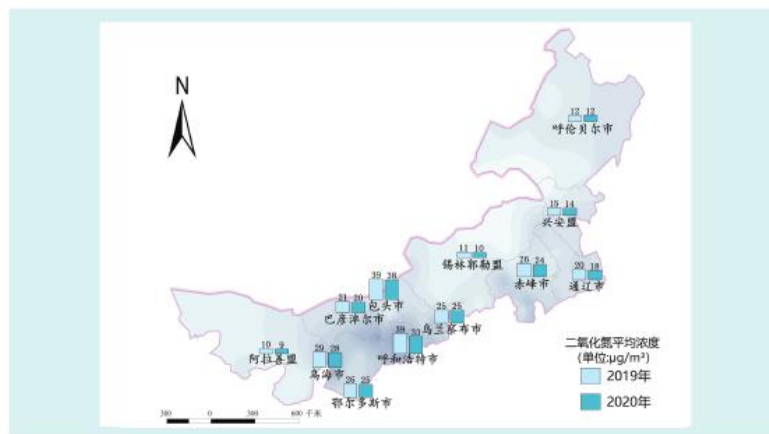 N
12 12
呼伦贝尔市
15 14
兴安盟
11 10
锡林郭勒盟
26 24
赤峰市
20 18
通辽市
39 38
包头市
21 20
巴彦淖尔市
25 25
乌兰察布市
33
呼和浩特市
10 9
阿拉善盟
29 28
乌海市
26 25
鄂尔多斯市
二氧化氮平均浓度
(单位:μg/m³)
2019年
2020年
300 0 300 600 千米